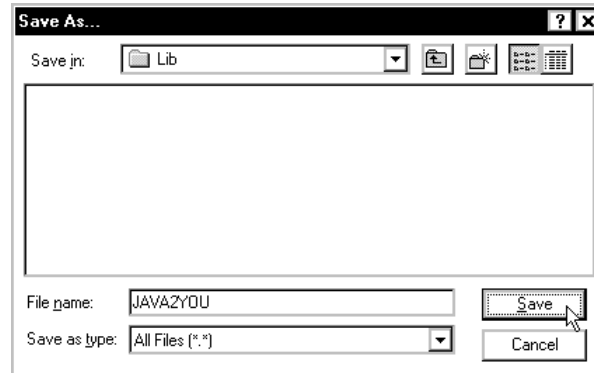 Save As...
Save in: Lib
File name: JAVA2YOU Save
Save as type: All Files (*.*) Cancel